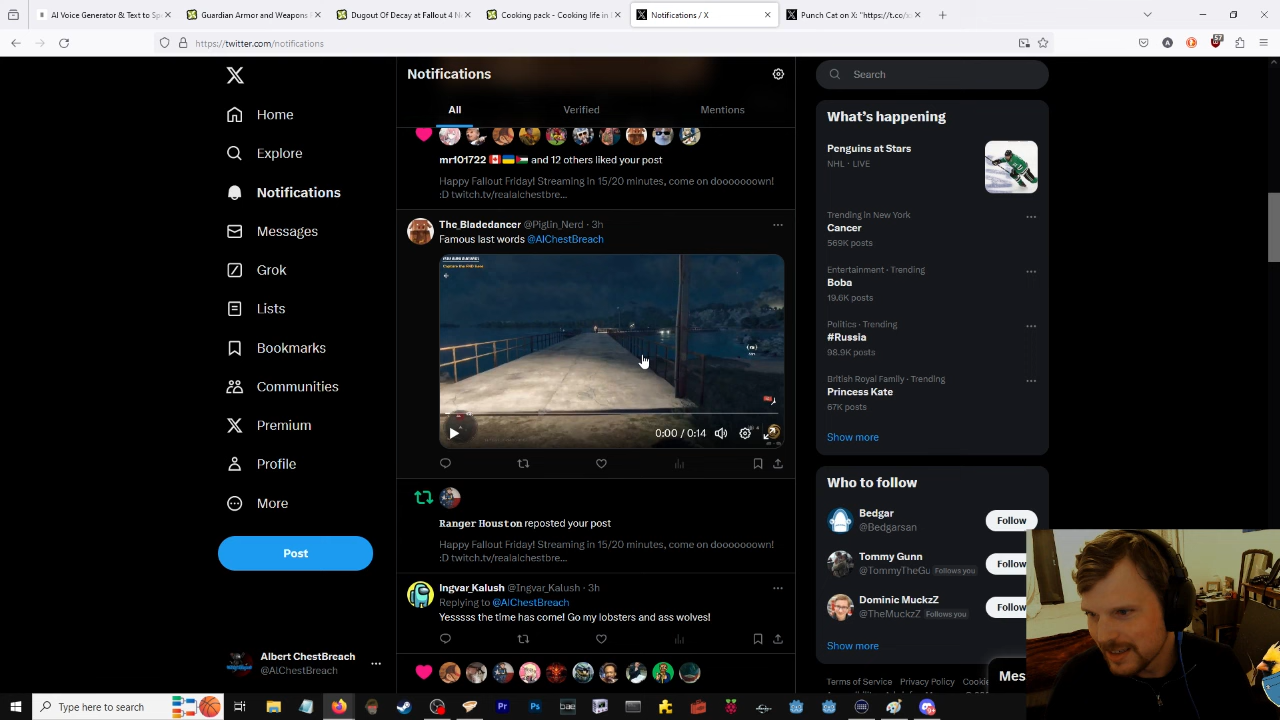 AI Voice Generator & Text to Sp
Guardian Armor and Weapons F
Dugout Of Decay at Fallout 4 Ne
Cooking pack - Cooking life in
Notifications / X
Punch Cat on X: "https://t.co/x
https://twitter.com/notifications
57
Notifications
All
Verified
Mentions
Home
Explore
Notifications
Messages
Grok
Lists
Bookmarks
Communities
Premium
Profile
More
Post
Albert ChestBreach
@AlChestBreach
mr101722 and 12 others liked your post
Happy Fallout Friday! Streaming in 15/20 minutes, come on dooooooown!
:D twitch.tv/realalchestbre...
The_Bladedancer @Piglin_Nerd · 3h
Famous last words @AlChestBreach
0:00 / 0:14
Ranger Houston reposted your post
Happy Fallout Friday! Streaming in 15/20 minutes, come on dooooooown!
:D twitch.tv/realalchestbre...
Ingvar_Kalush @Ingvar_Kalush · 3h
Replying to @AlChestBreach
Yesssss the time has come! Go my lobsters and ass wolves!
Search
What's happening
Penguins at Stars
NHL · LIVE
Trending in New York
Cancer
569K posts
Entertainment · Trending
Boba
19.6K posts
Politics · Trending
#Russia
98.9K posts
British Royal Family · Trending
Princess Kate
67K posts
Show more
Who to follow
Bedgar
@Bedgarsan
Follow
Tommy Gunn
@TommyTheGu Follows you
Follow
Dominic MuckzZ
@TheMuckzZ Follows you
Follow
Show more
Terms of Service Privacy Policy Cookie
Mes
Type here to search